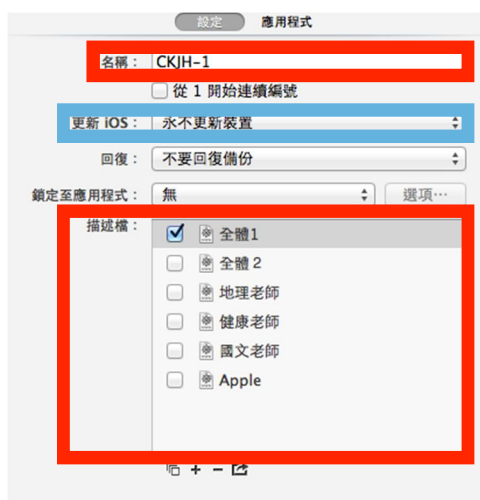 設定 應用程式
名稱： CKJH-1
從 1 開始連續編號
更新 iOS： 永不更新裝置
回復： 不要回復備份
鎖定至應用程式： 無 選項…
描述檔： 全體1
全體 2
地理老師
健康老師
國文老師
Apple